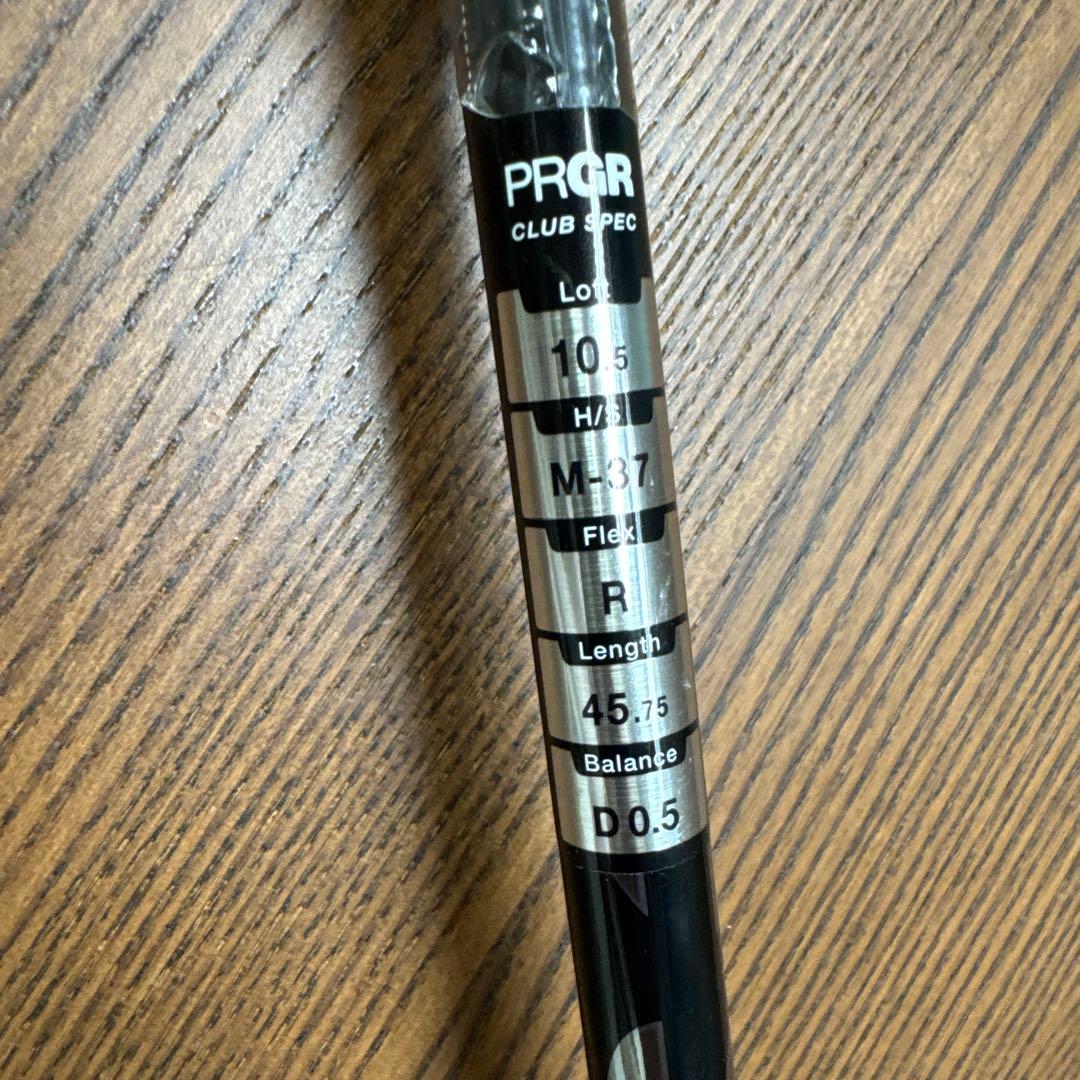 PRGR
CLUB SPEC
Loft
10.5
H/S
M-37
Flex
R
Length
45.75
Balance
D 0.5